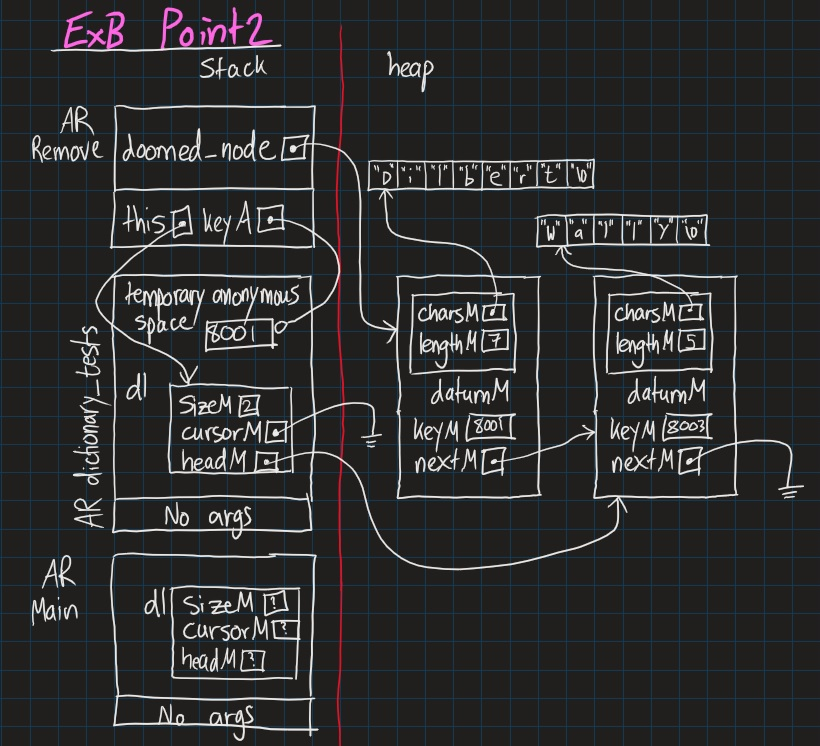 ExB Point2
Stack
heap
AR
Remove
doomed_node
this keyA
"D" "i" "l" "b" "e" "r" "t" "\0"
"W" "a" "l" "l" "y" "\0"
AR dictionary_tests
temporary anonymous
space
8001
dl
SizeM 2
cursorM
headM
No args
charsM
lengthM 7
datumM
keyM 8001
nextM
charsM
lengthM 5
datumM
keyM 8003
nextM
AR
Main
dl
SizeM ?
cursorM ?
headM ?
No args